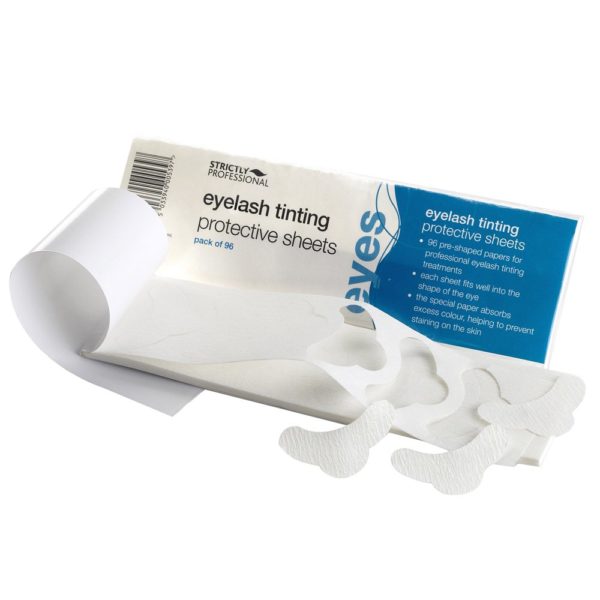 STRICTLY
PROFESSIONAL
eyelash tinting
protective sheets
pack of 96
eyes
eyelash tinting
protective sheets
• 96 pre-shaped papers for
professional eyelash tinting
treatments
• each sheet fits well into the
shape of the eye
• the special paper absorbs
excess colour, helping to prevent
staining on the skin